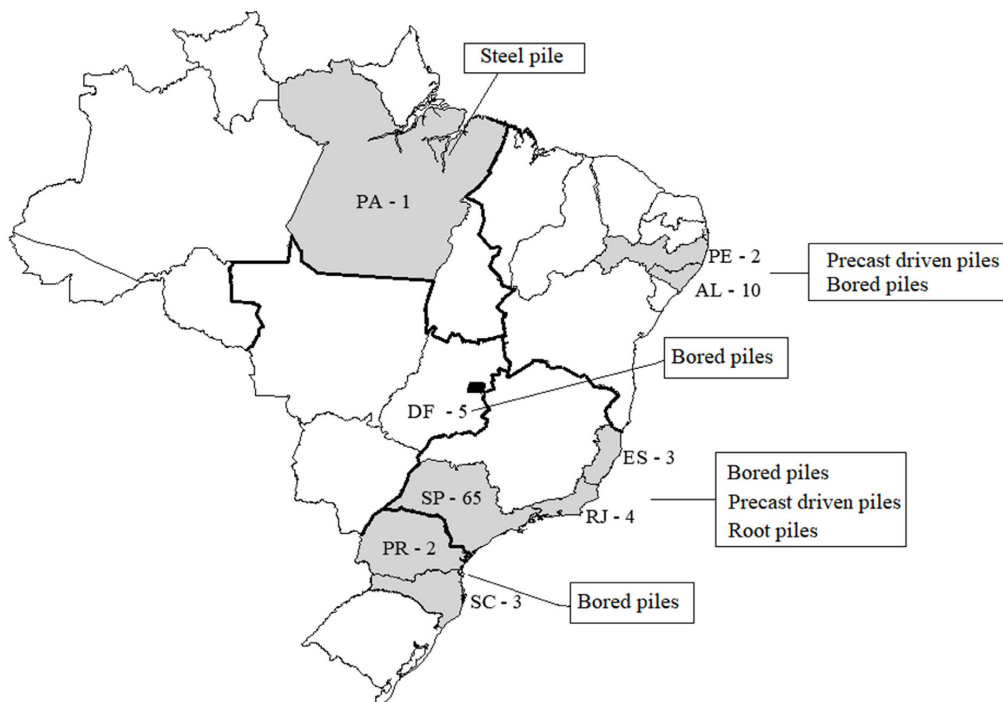 Steel pile
PA - 1
PE - 2
AL - 10
Precast driven piles
Bored piles
Bored piles
DF - 5
ES - 3
SP - 65
RJ - 4
Bored piles
Precast driven piles
Root piles
PR - 2
SC - 3
Bored piles